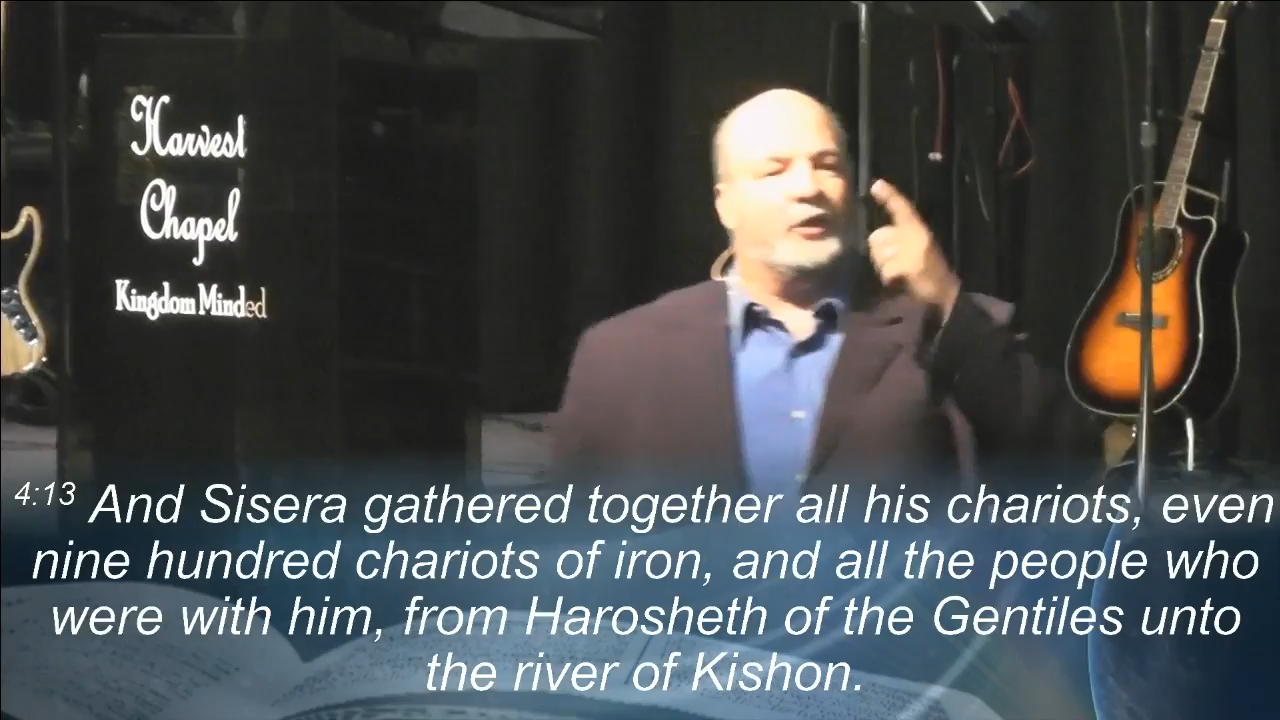 Harvest
Chapel
Kingdom Minded
4:13 And Sisera gathered together all his chariots, even
nine hundred chariots of iron, and all the people who
were with him, from Harosheth of the Gentiles unto
the river of Kishon.